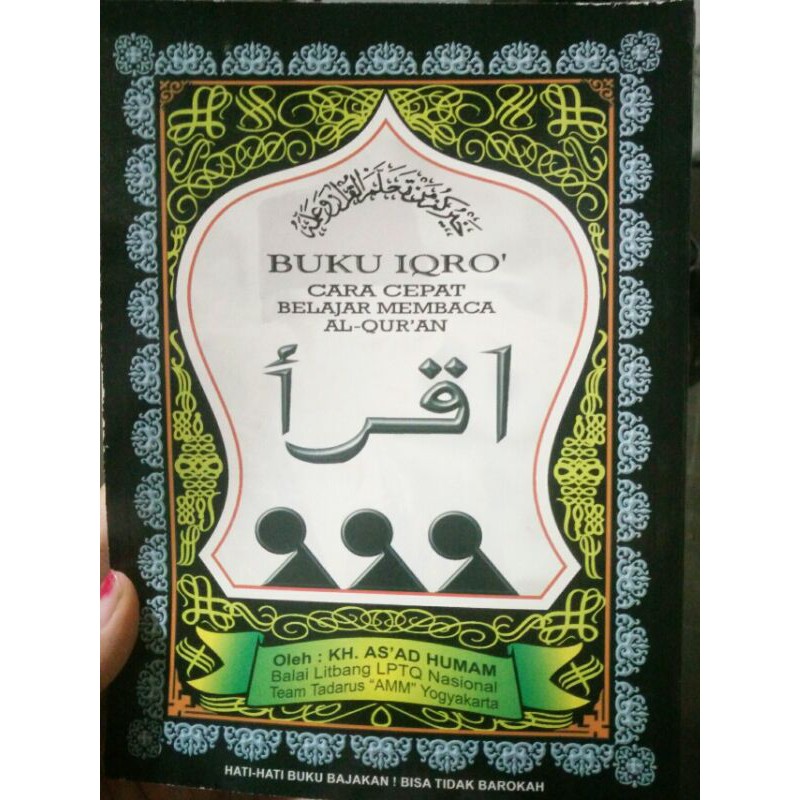 خيركم من تعلم القرآن وعلمه
BUKU IQRO'
CARA CEPAT
BELAJAR MEMBACA
AL-QUR'AN
اقرأ
Oleh : KH. AS'AD HUMAM
Balai Litbang LPTQ Nasional
Team Tadarus "AMM" Yogyakarta
HATI-HATI BUKU BAJAKAN ! BISA TIDAK BAROKAH